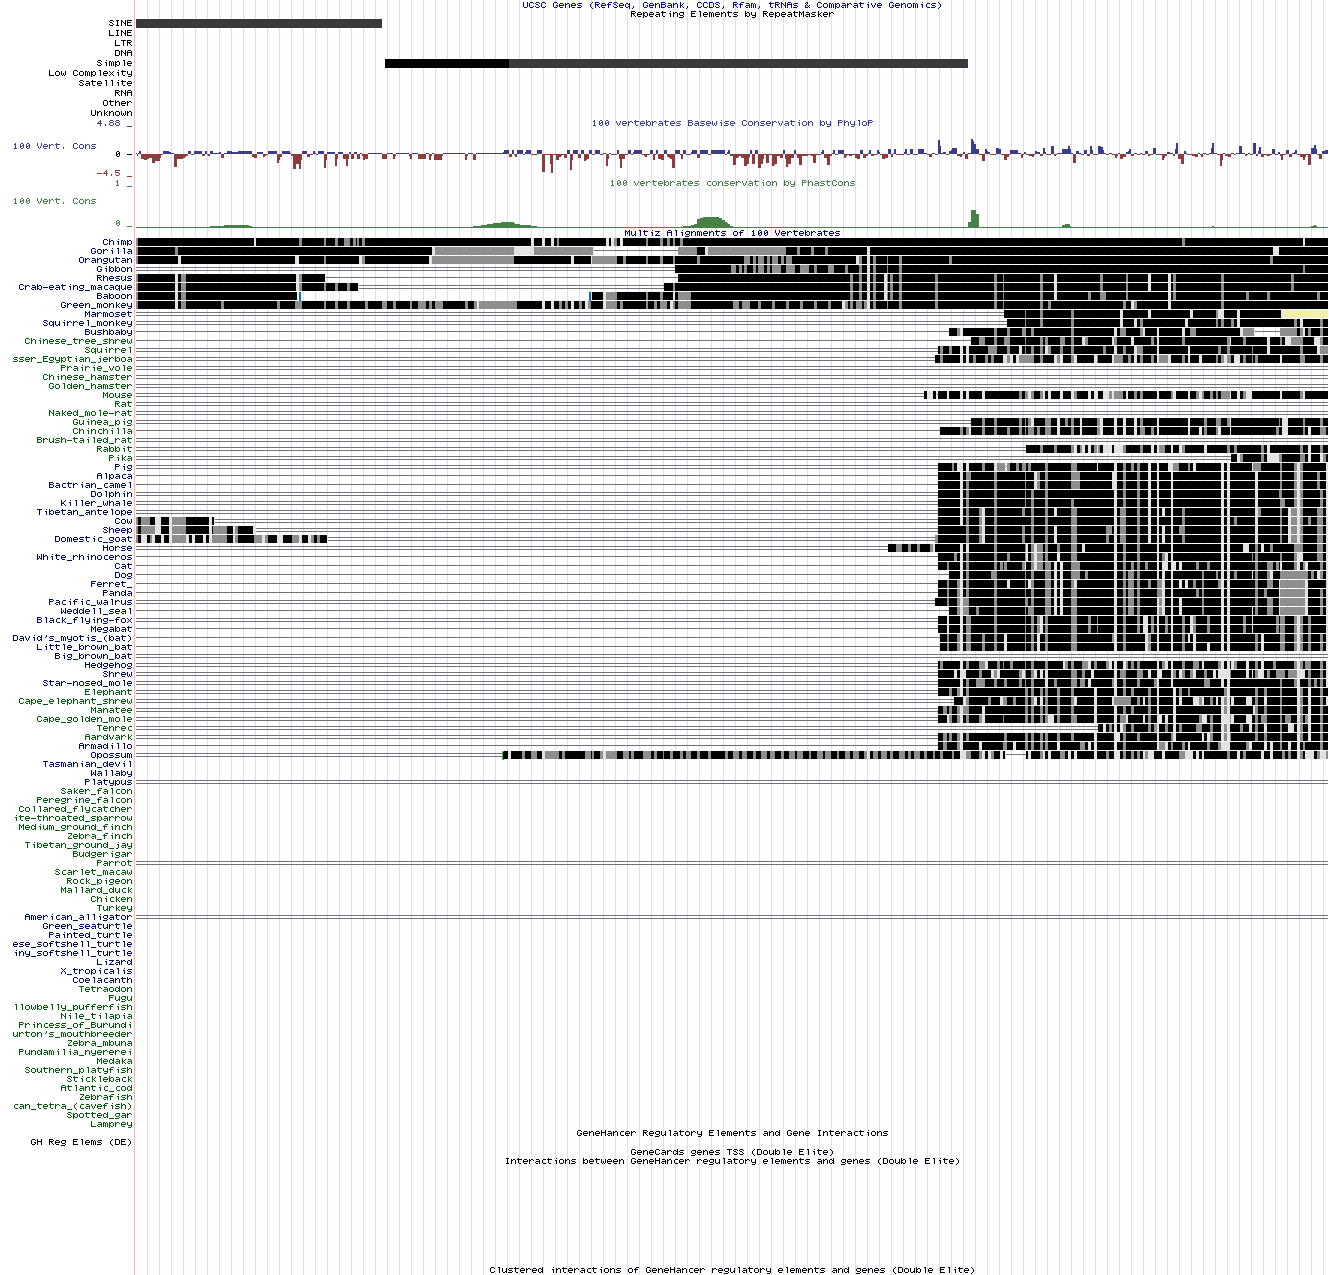 UCSC Genes (RefSeq, GenBank, CCDS, Rfam, tRNAs & Comparative Genomics)
Repeating Elements by RepeatMasker
SINE
LINE
LTR
DNA
Simple
Low Complexity
Satellite
RNA
Other
Unknown
4.88 _
100 vertebrates Basewise Conservation by PhyloP
100 Vert. Cons
0 _
-4.5 _
100 vertebrates conservation by PhastCons
1 _
100 Vert. Cons
0 _
Multiz Alignments of 100 Vertebrates
Chimp
Gorilla
Orangutan
Gibbon
Rhesus
Crab-eating_macaque
Baboon
Green_monkey
Marmoset
Squirrel_monkey
Bushbaby
Chinese_tree_shrew
Squirrel
sser_Egyptian_jerboa
Prairie_vole
Chinese_hamster
Golden_hamster
Mouse
Rat
Naked_mole-rat
Guinea_pig
Chinchilla
Brush-tailed_rat
Rabbit
Pika
Pig
Alpaca
Bactrian_camel
Dolphin
Killer_whale
Tibetan_antelope
Cow
Sheep
Domestic_goat
Horse
White_rhinoceros
Cat
Dog
Ferret_
Panda
Pacific_walrus
Weddell_seal
Black_flying-fox
Megabat
David's_myotis_(bat)
Little_brown_bat
Big_brown_bat
Hedgehog
Shrew
Star-nosed_mole
Elephant
Cape_elephant_shrew
Manatee
Cape_golden_mole
Tenrec
Aardvark
Armadillo
Opossum
Tasmanian_devil
Wallaby
Platypus
Saker_falcon
Peregrine_falcon
Collared_flycatcher
ite-throated_sparrow
Medium_ground_finch
Zebra_finch
Tibetan_ground_jay
Budgerigar
Parrot
Scarlet_macaw
Rock_pigeon
Mallard_duck
Chicken
Turkey
American_alligator
Green_seaturtle
Painted_turtle
ese_softshell_turtle
iny_softshell_turtle
Lizard
X_tropicalis
Coelacanth
Tetraodon
Fugu
llowbelly_pufferfish
Nile_tilapia
Princess_of_Burundi
urton's_mouthbreeder
Zebra_mbuna
Pundamilia_nyererei
Medaka
Southern_platyfish
Stickleback
Atlantic_cod
Zebrafish
can_tetra_(cavefish)
Spotted_gar
Lamprey
GeneHancer Regulatory Elements and Gene Interactions
GH Reg Elems (DE)
GeneCards genes TSS (Double Elite)
Interactions between GeneHancer regulatory elements and genes (Double Elite)
Clustered interactions of GeneHancer regulatory elements and genes (Double Elite)